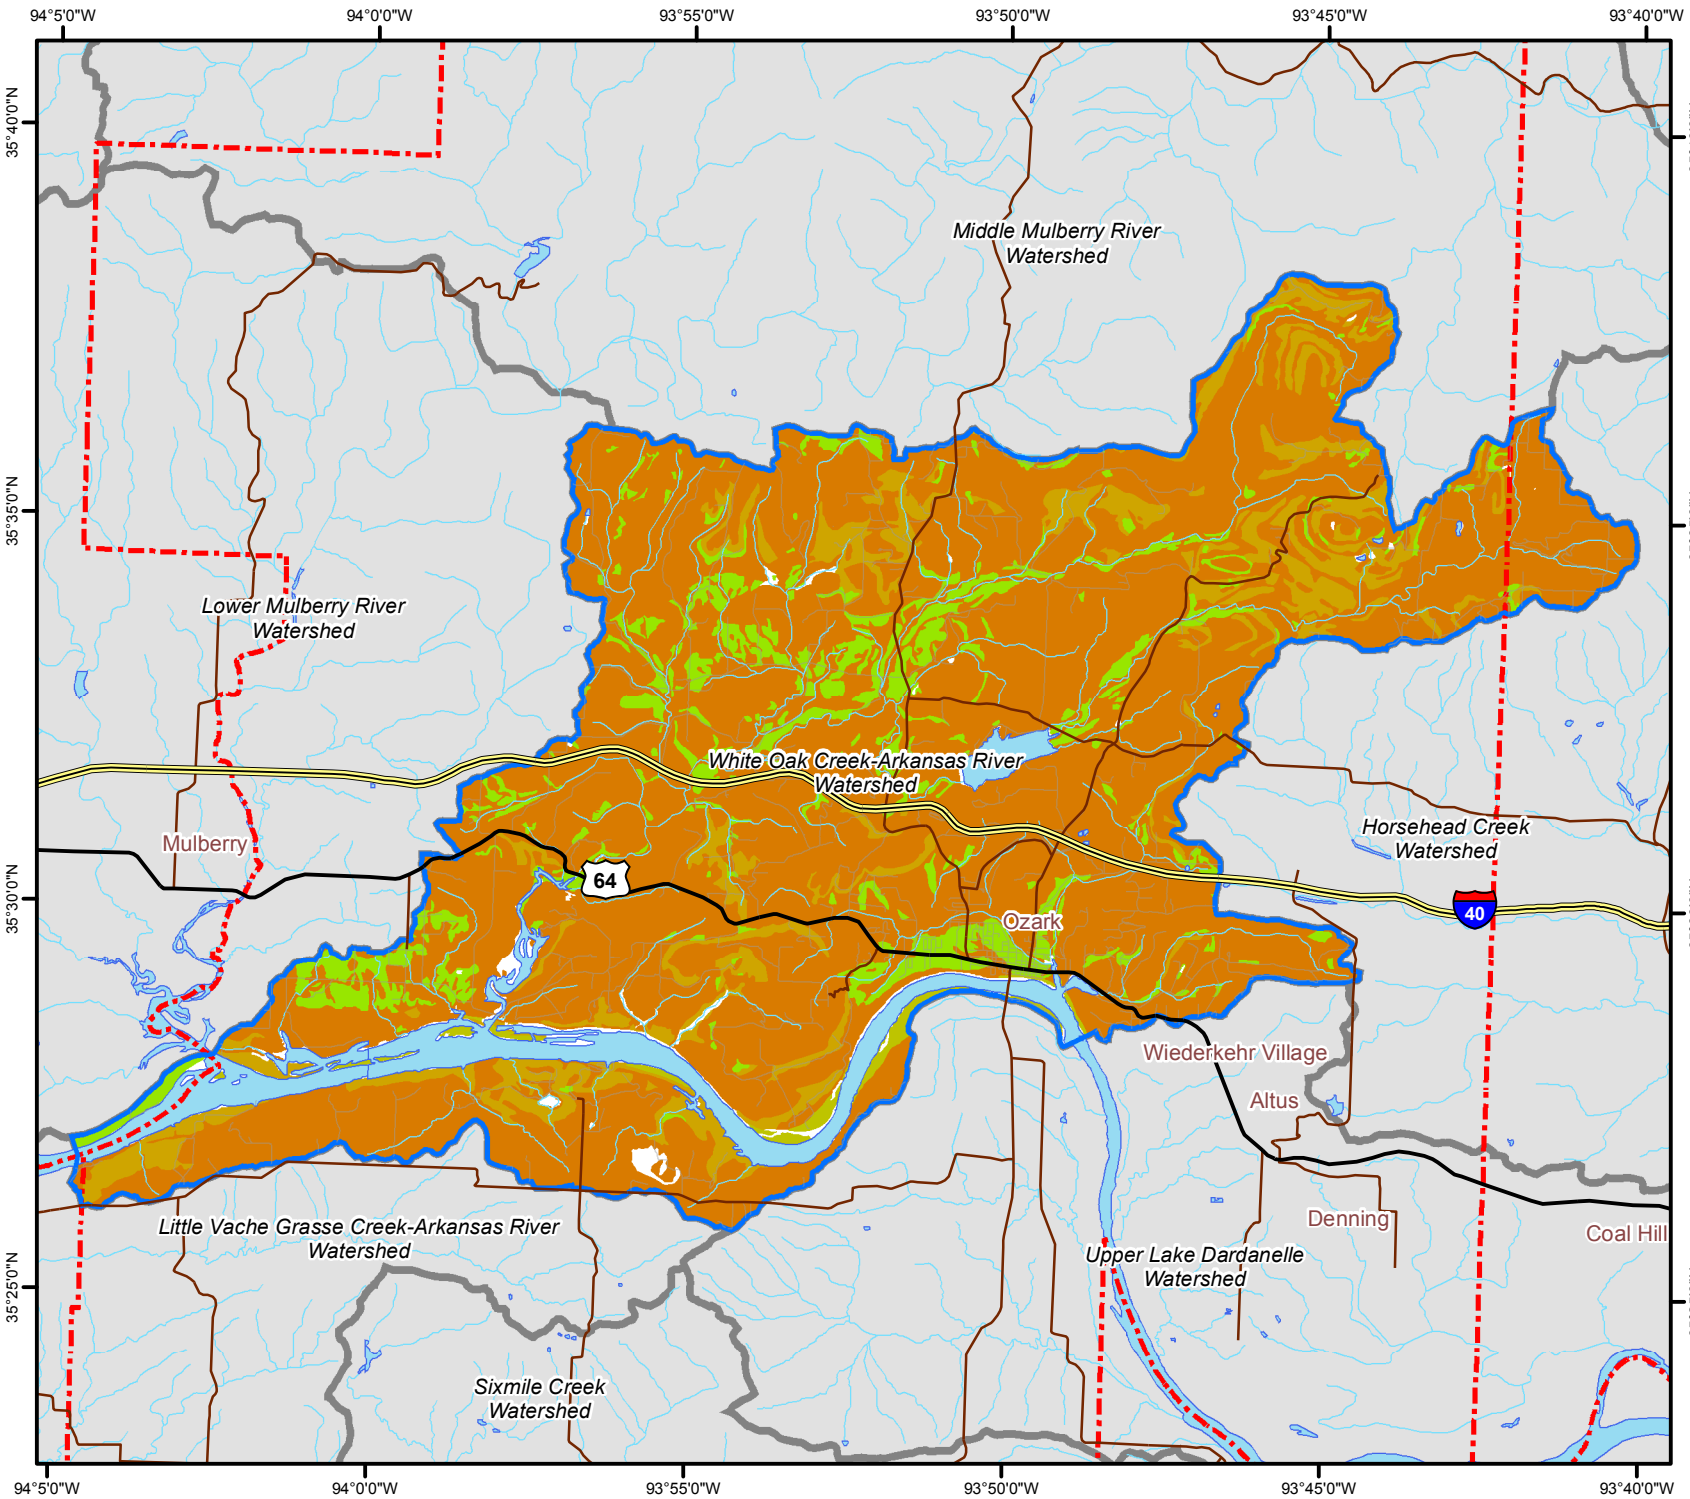 94°5'0"W
94°0'0"W
93°55'0"W
93°50'0"W
93°45'0"W
93°40'0"W
35°40'0"N
Middle Mulberry River
Watershed
35°35'0"N
Lower Mulberry River
Watershed
White Oak Creek-Arkansas River
Watershed
Horsehead Creek
Watershed
Mulberry
64
35°30'0"N
40
Ozark
Wiederkehr Village
Altus
Little Vache Grasse Creek-Arkansas River
Watershed
Denning
Coal Hill
Upper Lake Dardanelle
Watershed
35°25'0"N
Sixmile Creek
Watershed
94°5'0"W
94°0'0"W
93°55'0"W
93°50'0"W
93°45'0"W
93°40'0"W